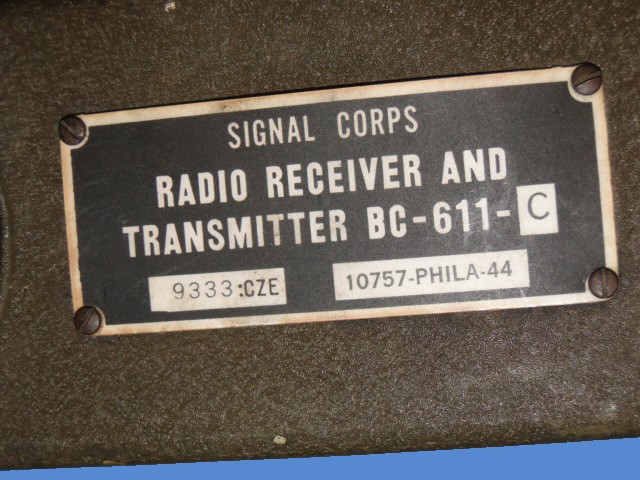 SIGNAL CORPS
RADIO RECEIVER AND
TRANSMITTER BC-611-C
9333:CZE 10757-PHILA-44